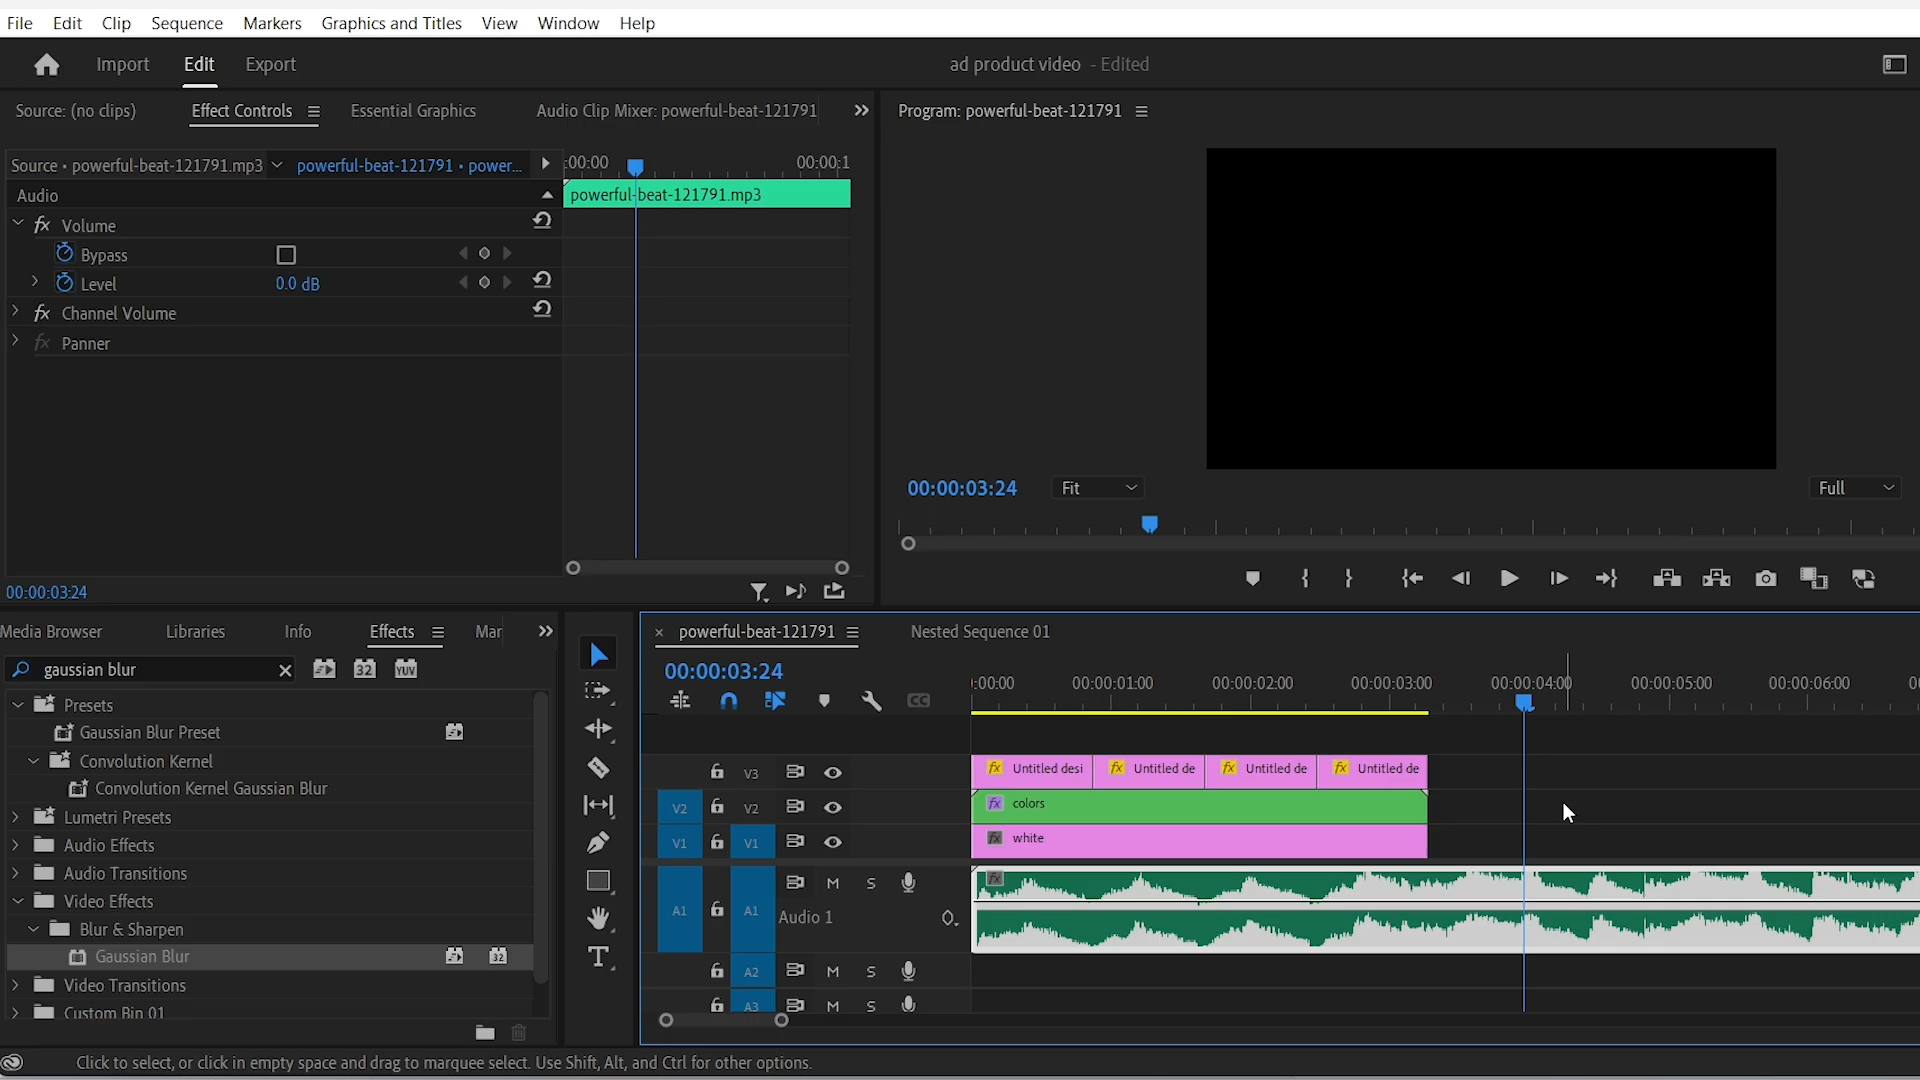 File Edit Clip Sequence Markers Graphics and Titles View Window Help
Import Edit Export ad product video - Edited
Source: (no clips) Effect Controls Essential Graphics Audio Clip Mixer: powerful-beat-121791 Program: powerful-beat-121791
Source • powerful-beat-121791.mp3 powerful-beat-121791 • power... :00:00 00:00:1
Audio powerful-beat-121791.mp3
fx Volume
Bypass
Level 0.0 dB
fx Channel Volume
fx Panner
00:00:03:24 Fit Full
00:00:03:24
Media Browser Libraries Info Effects Mar
gaussian blur 32 YUV
Presets
Gaussian Blur Preset
Convolution Kernel
Convolution Kernel Gaussian Blur
Lumetri Presets
Audio Effects
Audio Transitions
Video Effects
Blur & Sharpen
Gaussian Blur 32
Video Transitions
Custom Bin 01
T
× powerful-beat-121791 Nested Sequence 01
00:00:03:24
CC
:00:00 00:00:01:00 00:00:02:00 00:00:03:00 00:00:04:00 00:00:05:00 00:00:06:00
V3 fx Untitled desi fx Untitled de fx Untitled de fx Untitled de
V2 V2 fx colors
V1 V1 fx white
A1 A1 M S fx
Audio 1
A2 M S
A3 M S
Click to select, or click in empty space and drag to marquee select. Use Shift, Alt, and Ctrl for other options.